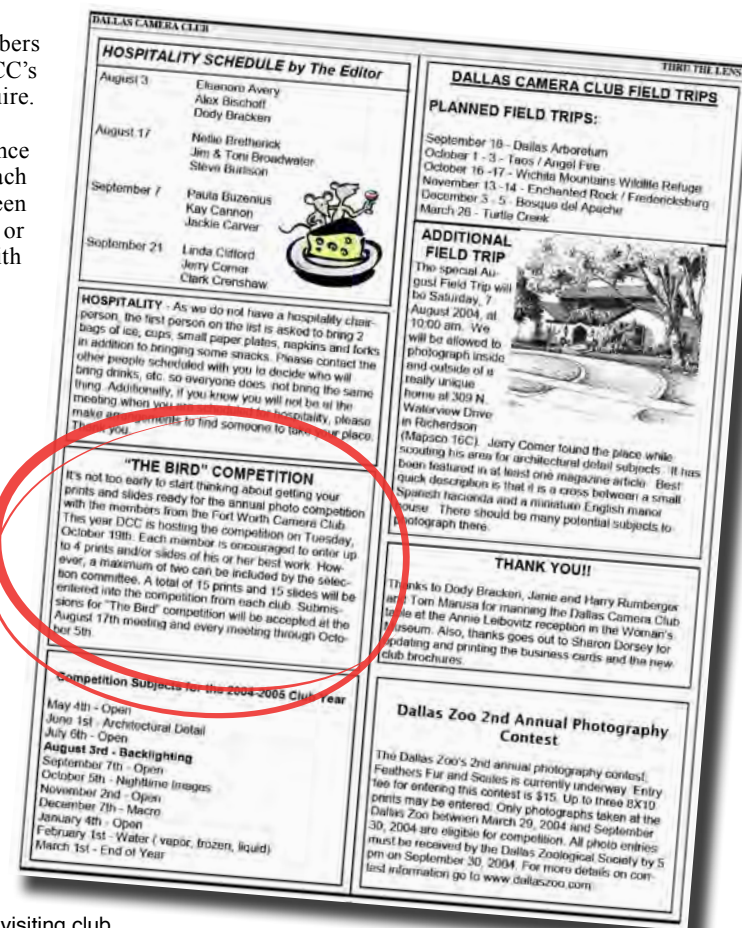 bers
CC's
uire.
nce
ach
een
or
ith
DALLAS CAMERA CLUB
THRU THE LENS
HOSPITALITY SCHEDULE by The Editor
August 3 Eleanore Avery
Alex Bischoff
Dody Bracken
August 17 Nellie Bretherick
Jim & Toni Broadwater
Steve Burtson
September 7 Paula Buzenius
Kay Cannon
Jackie Carver
September 21 Linda Clifford
Jerry Comer
Clark Crenshaw
HOSPITALITY - As we do not have a hospitality chair-
person, the first person on the list is asked to bring 2
bags of ice, cups, small paper plates, napkins and forks
in addition to bringing some snacks. Please contact the
other people scheduled with you to decide who will
bring drinks, etc. so everyone does not bring the same
thing. Additionally, if you know you will not be at the
meeting when you are scheduled for hospitality, please
make arrangements to find someone to take your place.
Thank you.
"THE BIRD" COMPETITION
It's not too early to start thinking about getting your
prints and slides ready for the annual photo competition
with the members from the Fort Worth Camera Club.
This year DCC is hosting the competition on Tuesday,
October 19th. Each member is encouraged to enter up
to 4 prints and/or slides of his or her best work. How-
ever, a maximum of two can be included by the selec-
tion committee. A total of 15 prints and 15 slides will be
entered into the competition from each club. Submis-
sions for "The Bird" competition will be accepted at the
August 17th meeting and every meeting through Octo-
ber 5th.
Competition Subjects for the 2004-2005 Club Year
May 4th - Open
June 1st - Architectural Detail
July 6th - Open
August 3rd - Backlighting
September 7th - Open
October 5th - Nighttime Images
November 2nd - Open
December 7th - Macro
January 4th - Open
February 1st - Water ( vapor, frozen, liquid)
March 1st - End of Year
DALLAS CAMERA CLUB FIELD TRIPS
PLANNED FIELD TRIPS:
September 18 - Dallas Arboretum
October 1 - 3 - Taos / Angel Fire
October 16 -17 - Wichita Mountains Wildlife Refuge
November 13 -14 - Enchanted Rock / Fredericksburg
December 3 - 5 - Bosque del Apache
March 26 - Turtle Creek
ADDITIONAL
FIELD TRIP
The special Au-
gust Field Trip will
be Saturday, 7
August 2004, at
10:00 am. We
will be allowed to
photograph inside
and outside of a
really unique
home at 309 N.
Waterview Drive
in Richardson
(Mapsco 16C). Jerry Comer found the place while
scouting his area for architectural detail subjects. It has
been featured in at least one magazine article. Best
quick description is that it is a cross between a small
Spanish hacienda and a miniature English manor
house. There should be many potential subjects to
photograph there.
THANK YOU!!
Thanks to Dody Bracken, Janie and Harry Rumberger
and Tom Marusa for manning the Dallas Camera Club
table at the Annie Leibovitz reception in the Woman's
Museum. Also, thanks goes out to Sharon Dorsey for
updating and printing the business cards and the new
club brochures.
Dallas Zoo 2nd Annual Photography
Contest
The Dallas Zoo's 2nd annual photography contest,
Feathers Fur and Scales is currently underway. Entry
fee for entering this contest is $15. Up to three 8X10
prints may be entered. Only photographs taken at the
Dallas Zoo between March 29, 2004 and September
30, 2004 are eligible for competition. All photo entries
must be received by the Dallas Zoological Society by 5
pm on September 30, 2004. For more details on con-
test information go to www.dallaszoo.com
visiting club